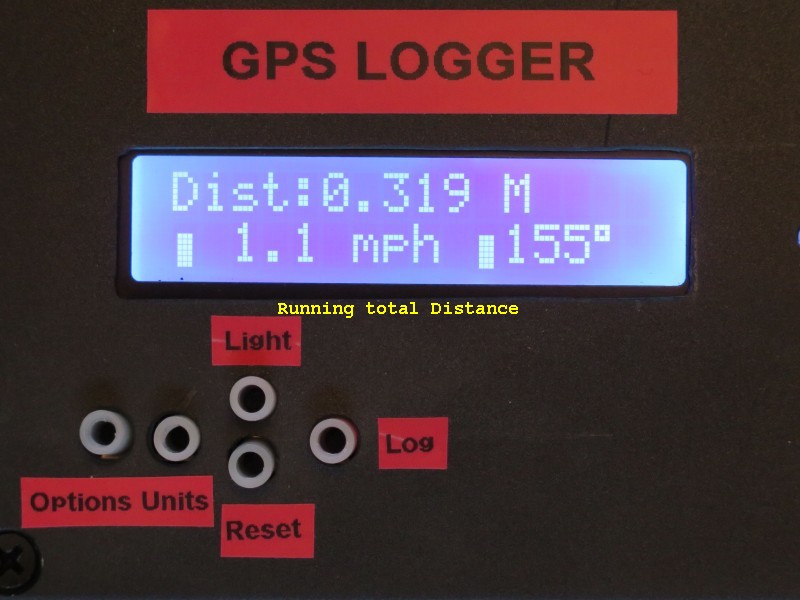 GPS LOGGER
Dist:0.319 M
1.1 mph 155°
Running total Distance
Light
Log
Options Units
Reset